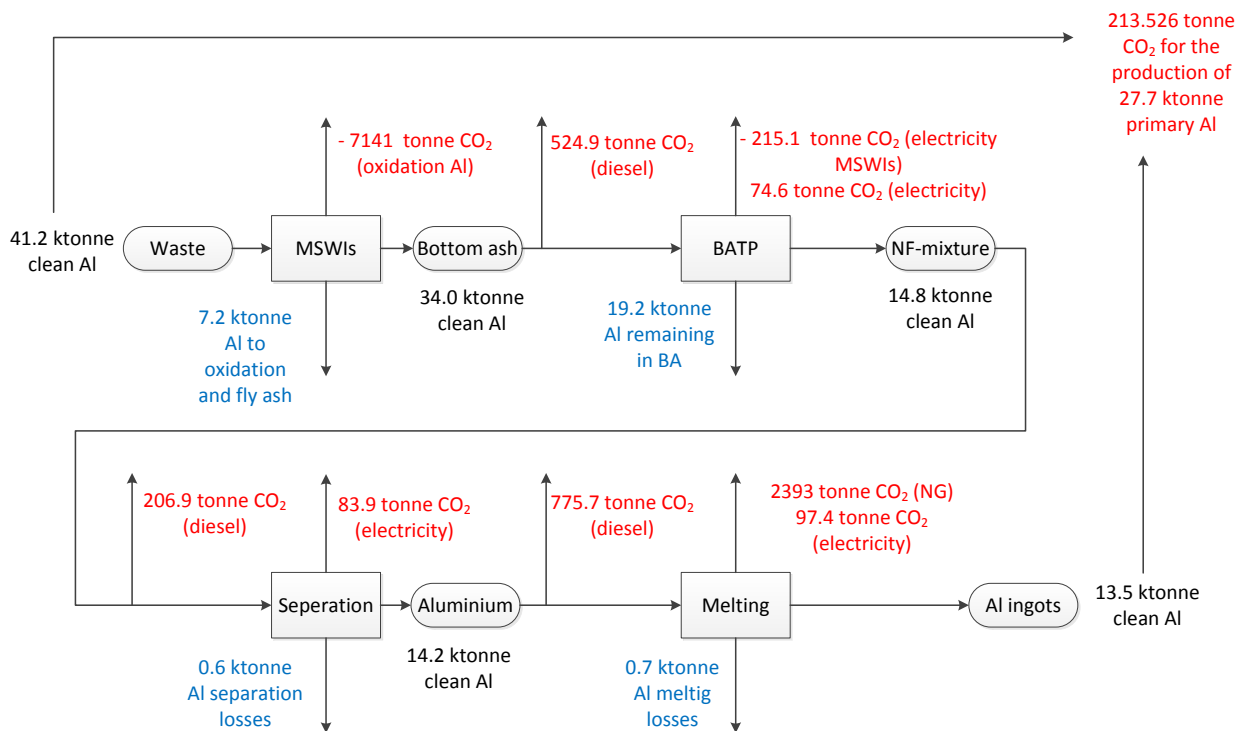 213.526 tonne
CO₂ for the
production of
27.7 ktonne
primary Al
- 7141 tonne CO₂
(oxidation Al)
524.9 tonne CO₂
(diesel)
- 215.1 tonne CO₂ (electricity
MSWIs)
74.6 tonne CO₂ (electricity)
41.2 ktonne
clean Al
Waste
MSWIs
Bottom ash
BATP
NF-mixture
34.0 ktonne
clean Al
14.8 ktonne
clean Al
7.2 ktonne
Al to
oxidation
and fly ash
19.2 ktonne
Al remaining
in BA
206.9 tonne CO₂
(diesel)
83.9 tonne CO₂
(electricity)
775.7 tonne CO₂
(diesel)
2393 tonne CO₂ (NG)
97.4 tonne CO₂
(electricity)
Seperation
Aluminium
Melting
Al ingots
13.5 ktonne
clean Al
14.2 ktonne
clean Al
0.6 ktonne
Al separation
losses
0.7 ktonne
Al meltig
losses